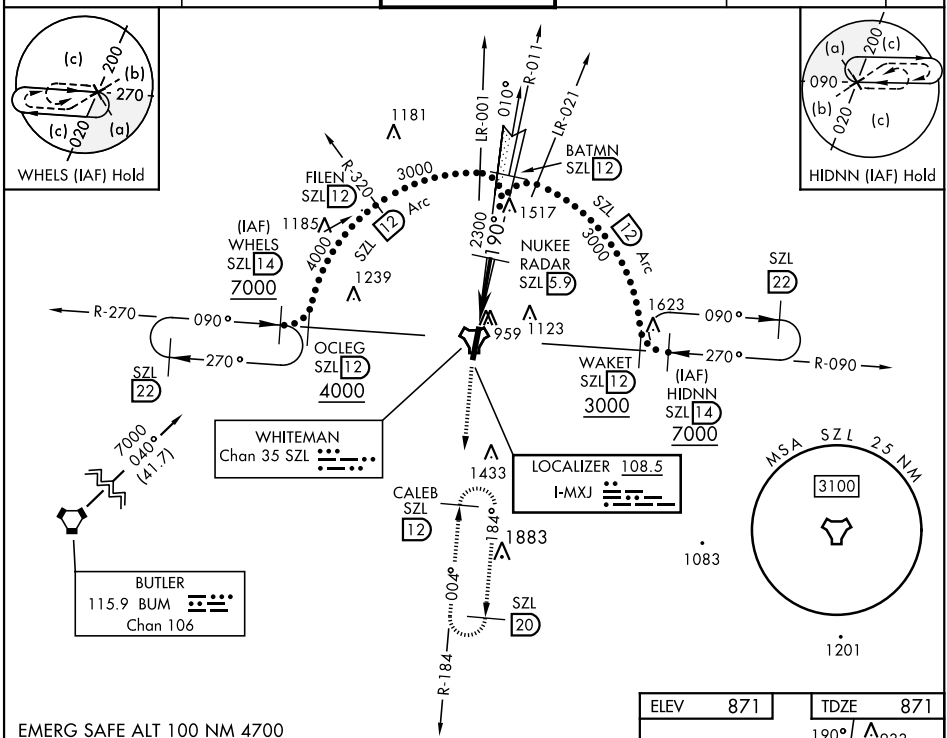 (c)
200
(b)
270
(c)
020
(a)
WHELS (IAF) Hold
(a)
200
(c)
090
(b)
020
(c)
HIDNN (IAF) Hold
1181
LR-001
010°
R-011
LR-021
BATMN
SZL 12
R-320
3000
FILEN
SZL 12
SZL 12 Arc
4000
1185
1517
SZL 12 Arc
3000
2300
190°
(IAF)
WHELS
SZL 14
7000
1239
NUKEE
RADAR
SZL 5.9
SZL
22
1623
R-270
090°
270°
SZL
22
OCLEG
SZL 12
4000
959
1123
090°
270°
R-090
WAKET
SZL 12
3000
(IAF)
HIDNN
SZL 14
7000
7000
040°
(41.7)
WHITEMAN
Chan 35 SZL
1433
LOCALIZER 108.5
I-MXJ
MSA SZL 25 NM
3100
CALEB
SZL
12
184°
004°
1883
1083
BUTLER
115.9 BUM
Chan 106
SZL
20
R-184
1201
EMERG SAFE ALT 100 NM 4700
ELEV 871
TDZE 871
190°